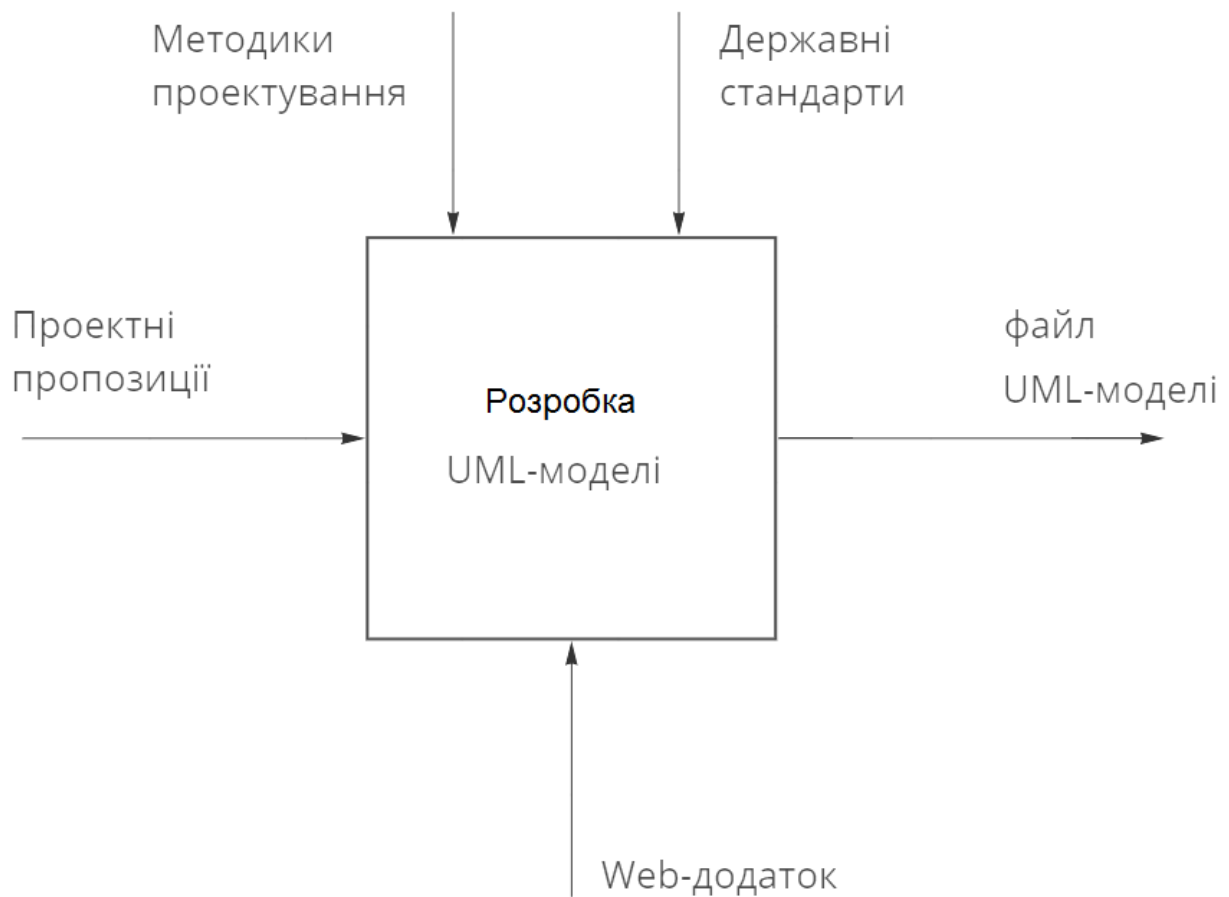 Методики
проектування
Державні
стандарти
Проектні
пропозиції
Розробка
UML-моделі
файл
UML-моделі
Web-додаток